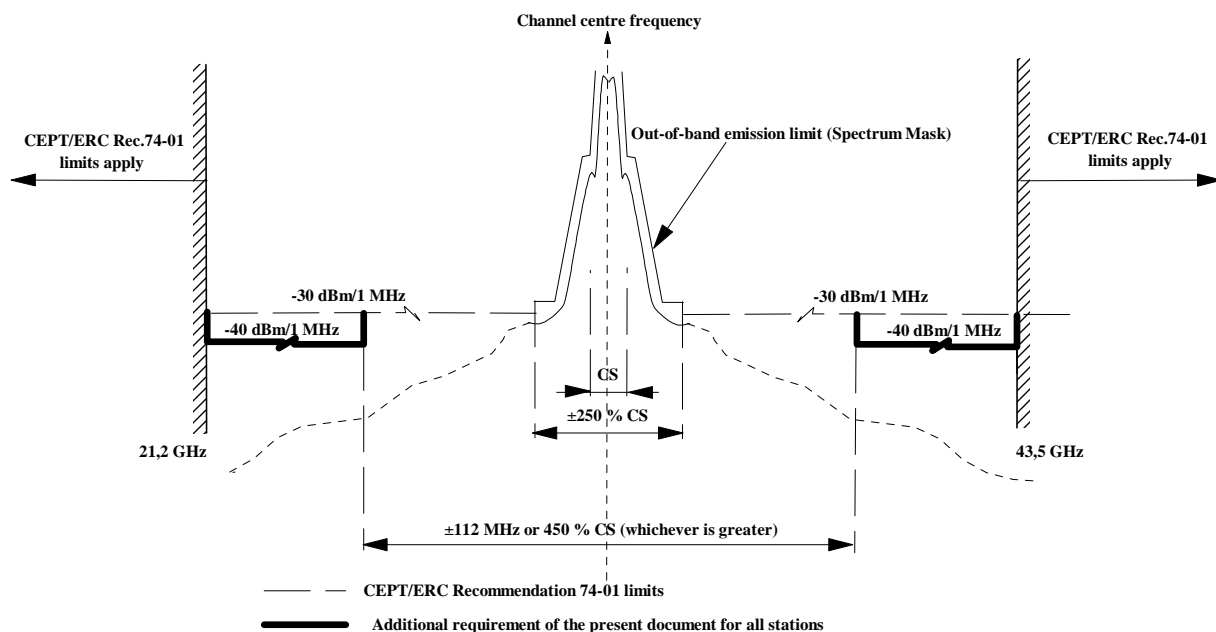 Channel centre frequency
CEPT/ERC Rec.74-01
limits apply
Out-of-band emission limit (Spectrum Mask)
CEPT/ERC Rec.74-01
limits apply
-30 dBm/1 MHz
-30 dBm/1 MHz
-40 dBm/1 MHz
-40 dBm/1 MHz
CS
±250 % CS
21,2 GHz
43,5 GHz
±112 MHz or 450 % CS (whichever is greater)
CEPT/ERC Recommendation 74-01 limits
Additional requirement of the present document for all stations